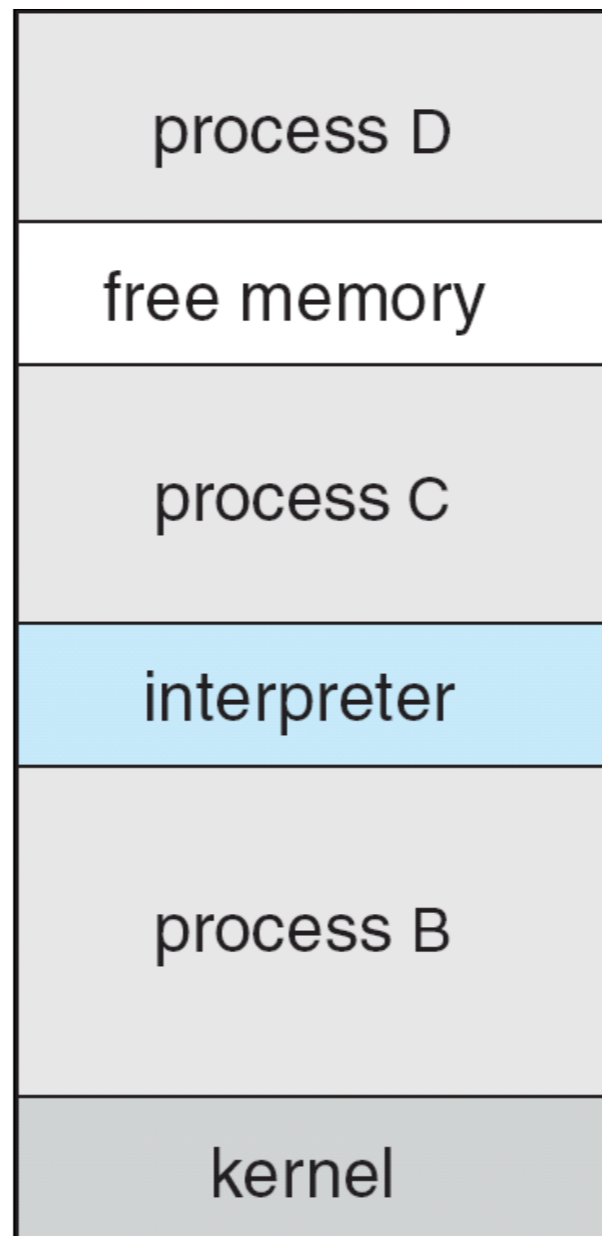 process D
free memory
process C
interpreter
process B
kernel